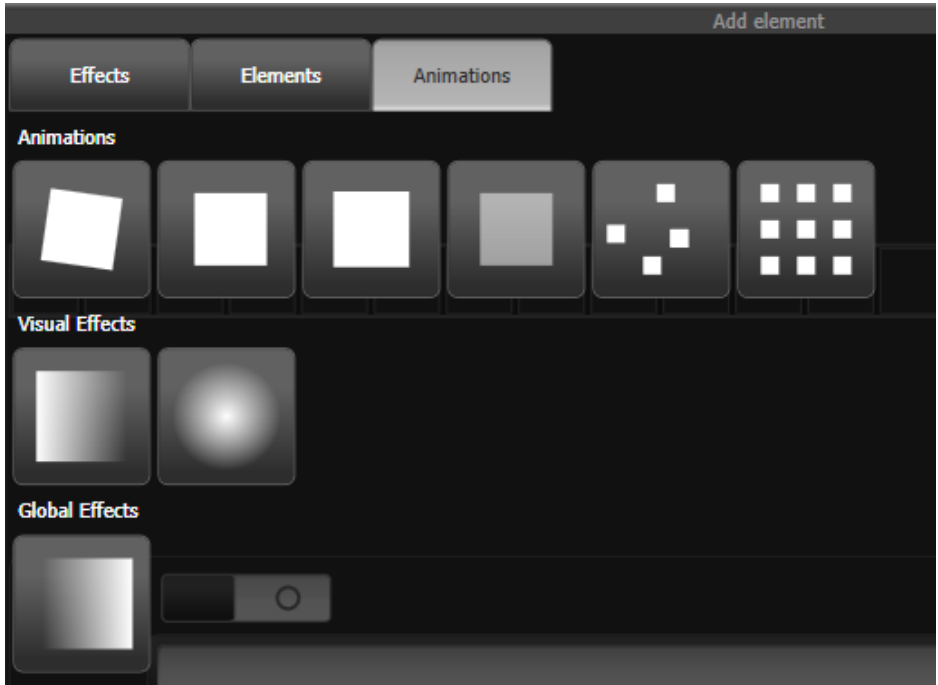 Add element
Effects Elements Animations
Animations
Visual Effects
Global Effects